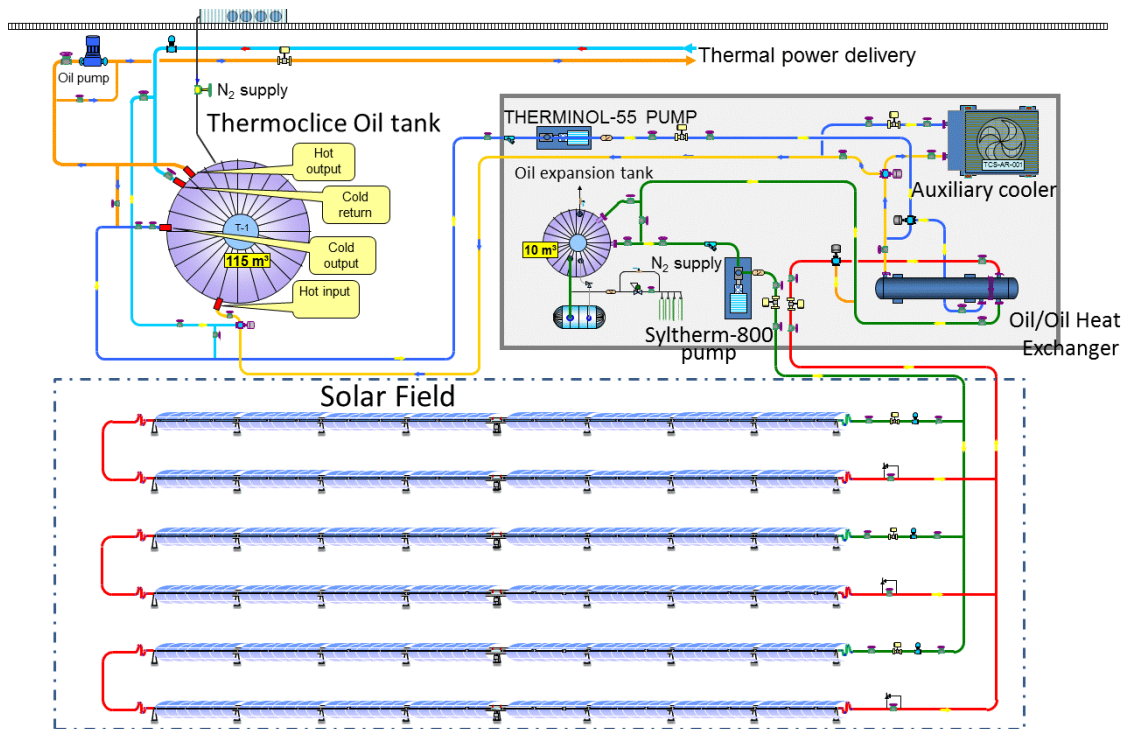 Thermal power delivery
Oil pump
N2 supply
Thermoclice Oil tank
THERMINOL-55 PUMP
Hot
output
Oil expansion tank
TCS-AR-001
Auxiliary cooler
Cold
return
T-1
115 m³
Cold
output
10 m³
N2 supply
Hot input
Syltherm-800
pump
Oil/Oil Heat
Exchanger
Solar Field